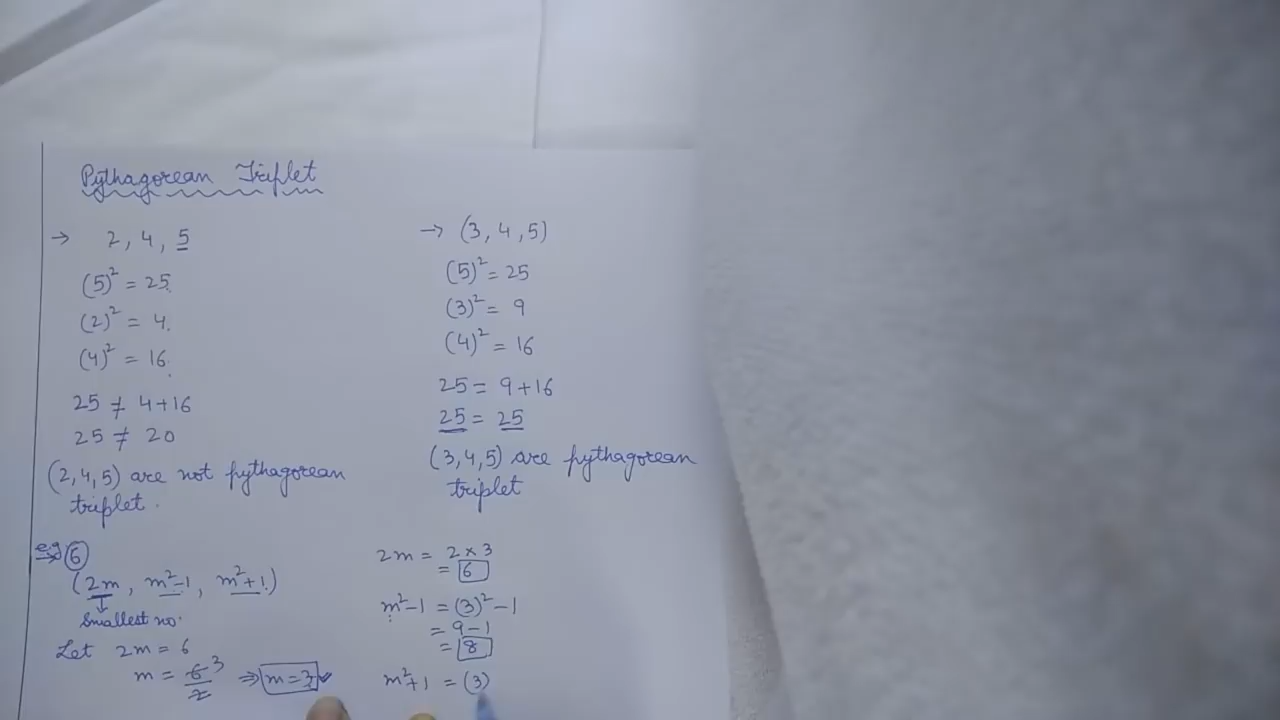 Pythagorean Triplet
→ 2, 4, 5
(5)² = 25
(2)² = 4
(4)² = 16
25 ≠ 4+16
25 ≠ 20
(2,4,5) are not pythagorean
triplet.
→ (3, 4, 5)
(5)² = 25
(3)² = 9
(4)² = 16
25 = 9+16
25 = 25
(3,4,5) are pythagorean
triplet
e.g 6
(2m, m²-1, m²+1)
↓
Smallest no.
Let 2m = 6
m = 6/2 3 ⇒ m=3
2m = 2×3
= 6
m²-1 = (3)²-1
= 9-1
= 8
m²+1 = (3)